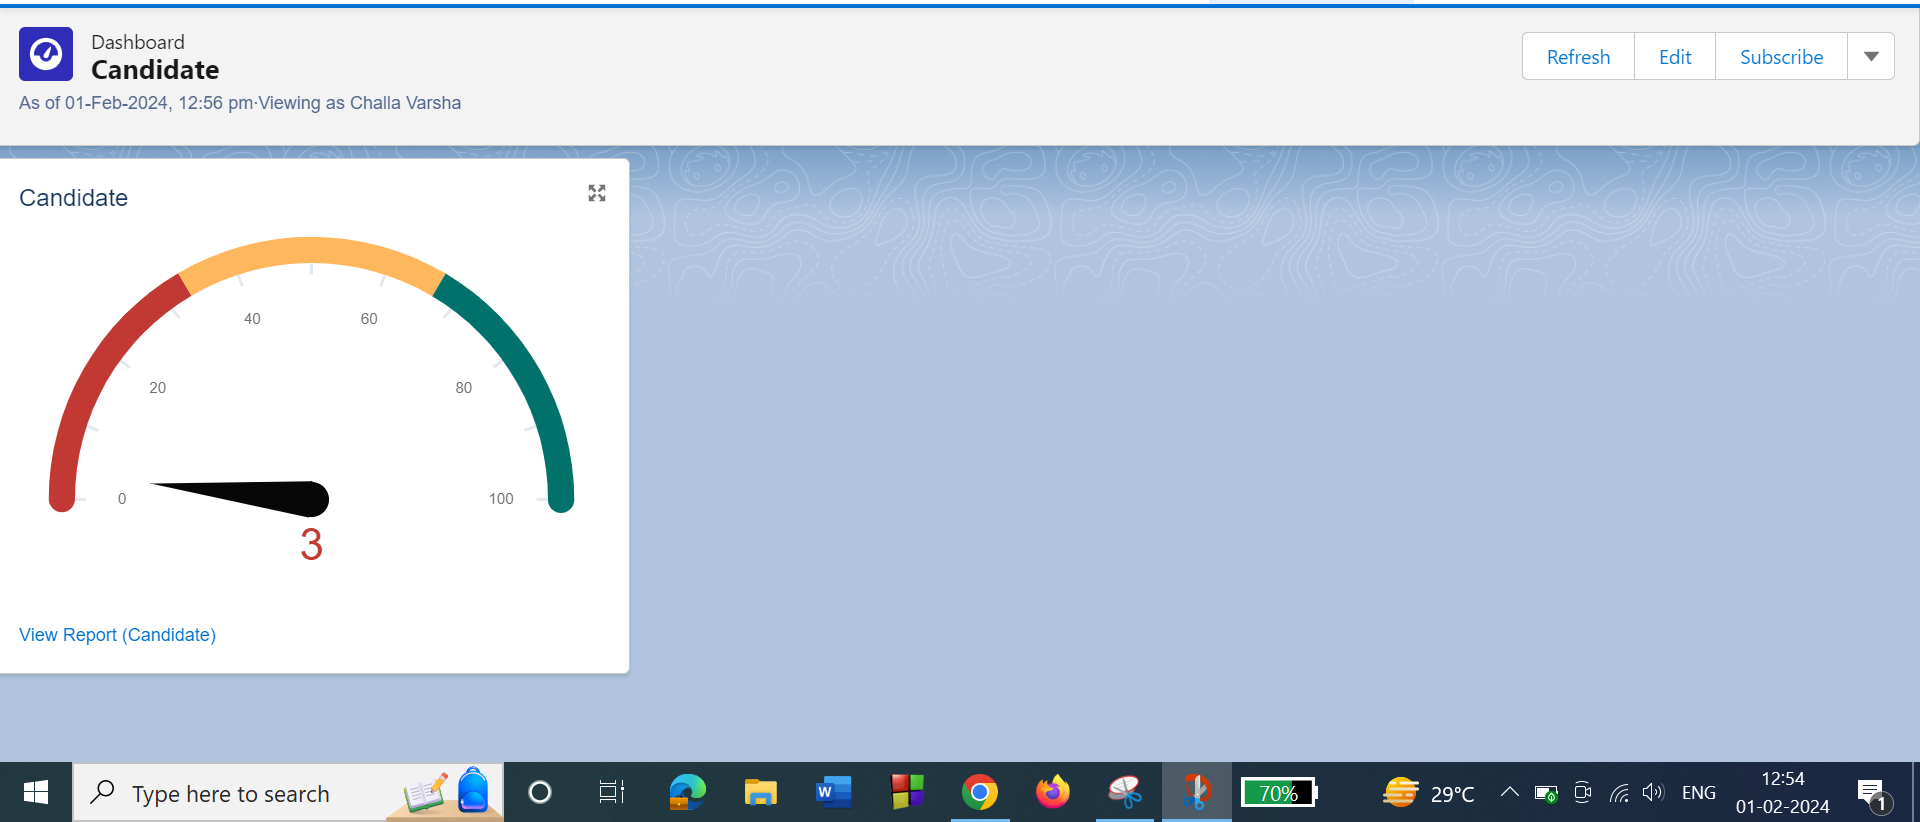 Dashboard
Candidate
As of 01-Feb-2024, 12:56 pm·Viewing as Challa Varsha
Refresh
Edit
Subscribe
Candidate
40
60
20
80
0
100
3
View Report (Candidate)
Type here to search
W
70%
29°C
ENG
12:54
01-02-2024
1